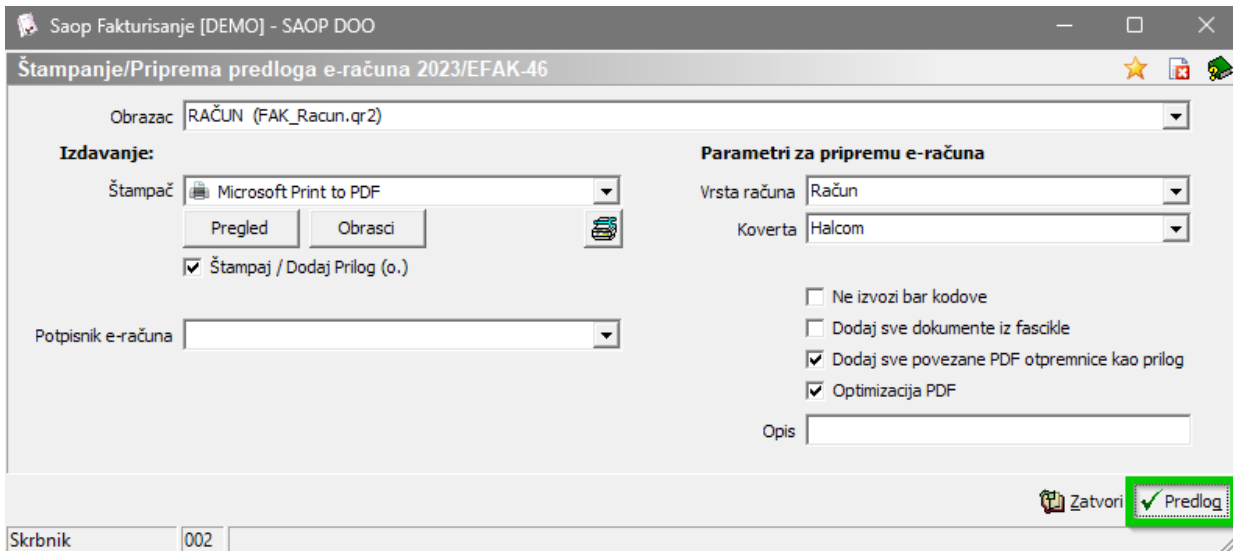 Saop Fakturisanje [DEMO] - SAOP DOO
Štampanje/Priprema predloga e-računa 2023/EFAK-46
Obrazac RAČUN (FAK_Racun.qr2)
Izdavanje:
Parametri za pripremu e-računa
Štampač Microsoft Print to PDF
Vrsta računa Račun
Pregled Obrasci
Koverta Halcom
Štampaj / Dodaj Prilog (o.)
Ne izvozi bar kodove
Potpisnik e-računa
Dodaj sve dokumente iz fascikle
Dodaj sve povezane PDF otpremnice kao prilog
Optimizacija PDF
Opis
Zatvori Predlog
Skrbnik 002